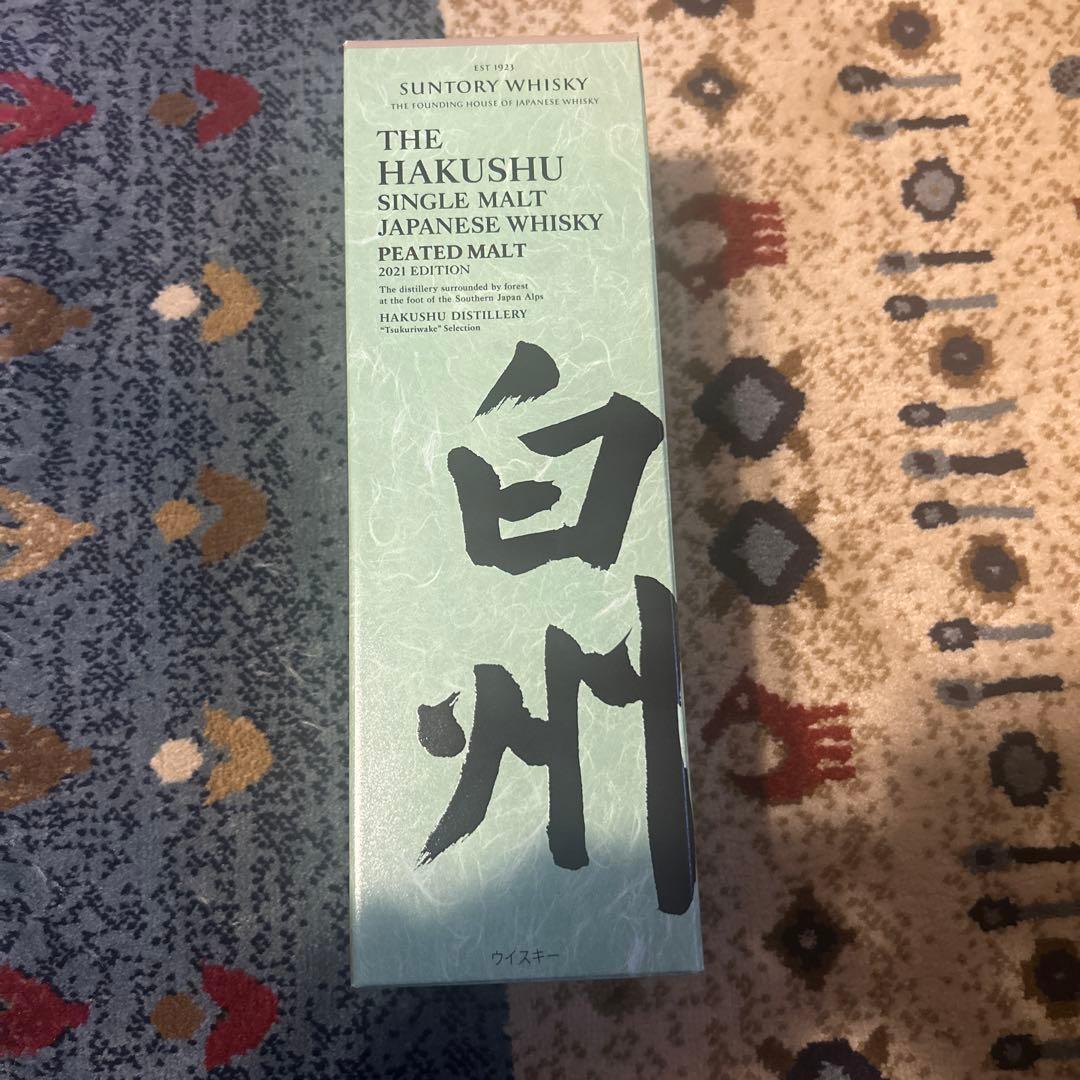 EST 1923
SUNTORY WHISKY
THE FOUNDING HOUSE OF JAPANESE WHISKY
THE
HAKUSHU
SINGLE MALT
JAPANESE WHISKY
PEATED MALT
2021 EDITION
The distillery surrounded by forest
at the foot of the Southern Japan Alps
HAKUSHU DISTILLERY
“Tsukuriwake” Selection
白州
ウイスキー